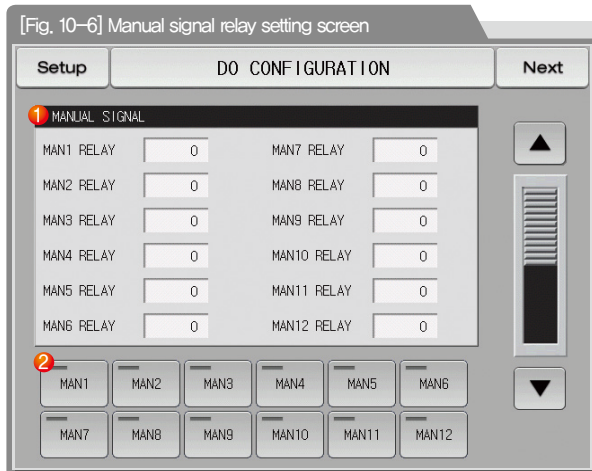 [Fig. 10-6] Manual signal relay setting screen
Setup DO CONFIGURATION Next
1 MANUAL SIGNAL
MAN1 RELAY 0 MAN7 RELAY 0
MAN2 RELAY 0 MAN8 RELAY 0
MAN3 RELAY 0 MAN9 RELAY 0
MAN4 RELAY 0 MAN10 RELAY 0
MAN5 RELAY 0 MAN11 RELAY 0
MAN6 RELAY 0 MAN12 RELAY 0
2
MAN1 MAN2 MAN3 MAN4 MAN5 MAN6
MAN7 MAN8 MAN9 MAN10 MAN11 MAN12